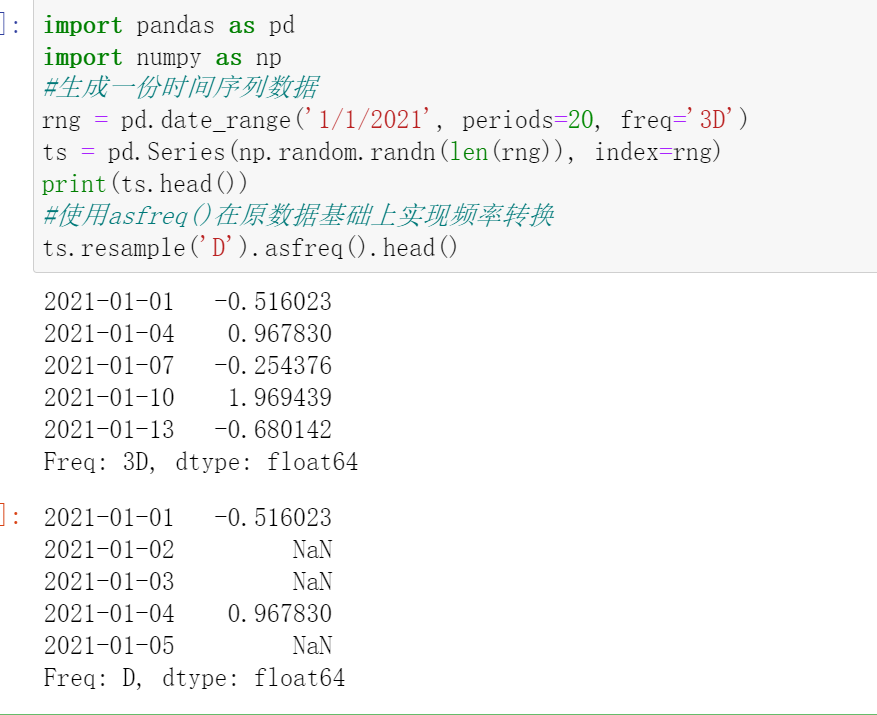 ]: import pandas as pd
import numpy as np
#生成一份时间序列数据
rng = pd.date_range('1/1/2021', periods=20, freq='3D')
ts = pd.Series(np.random.randn(len(rng)), index=rng)
print(ts.head())
#使用asfreq()在原数据基础上实现频率转换
ts.resample('D').asfreq().head()
2021-01-01   -0.516023
2021-01-04    0.967830
2021-01-07   -0.254376
2021-01-10    1.969439
2021-01-13   -0.680142
Freq: 3D, dtype: float64
]: 2021-01-01   -0.516023
2021-01-02         NaN
2021-01-03         NaN
2021-01-04    0.967830
2021-01-05         NaN
Freq: D, dtype: float64